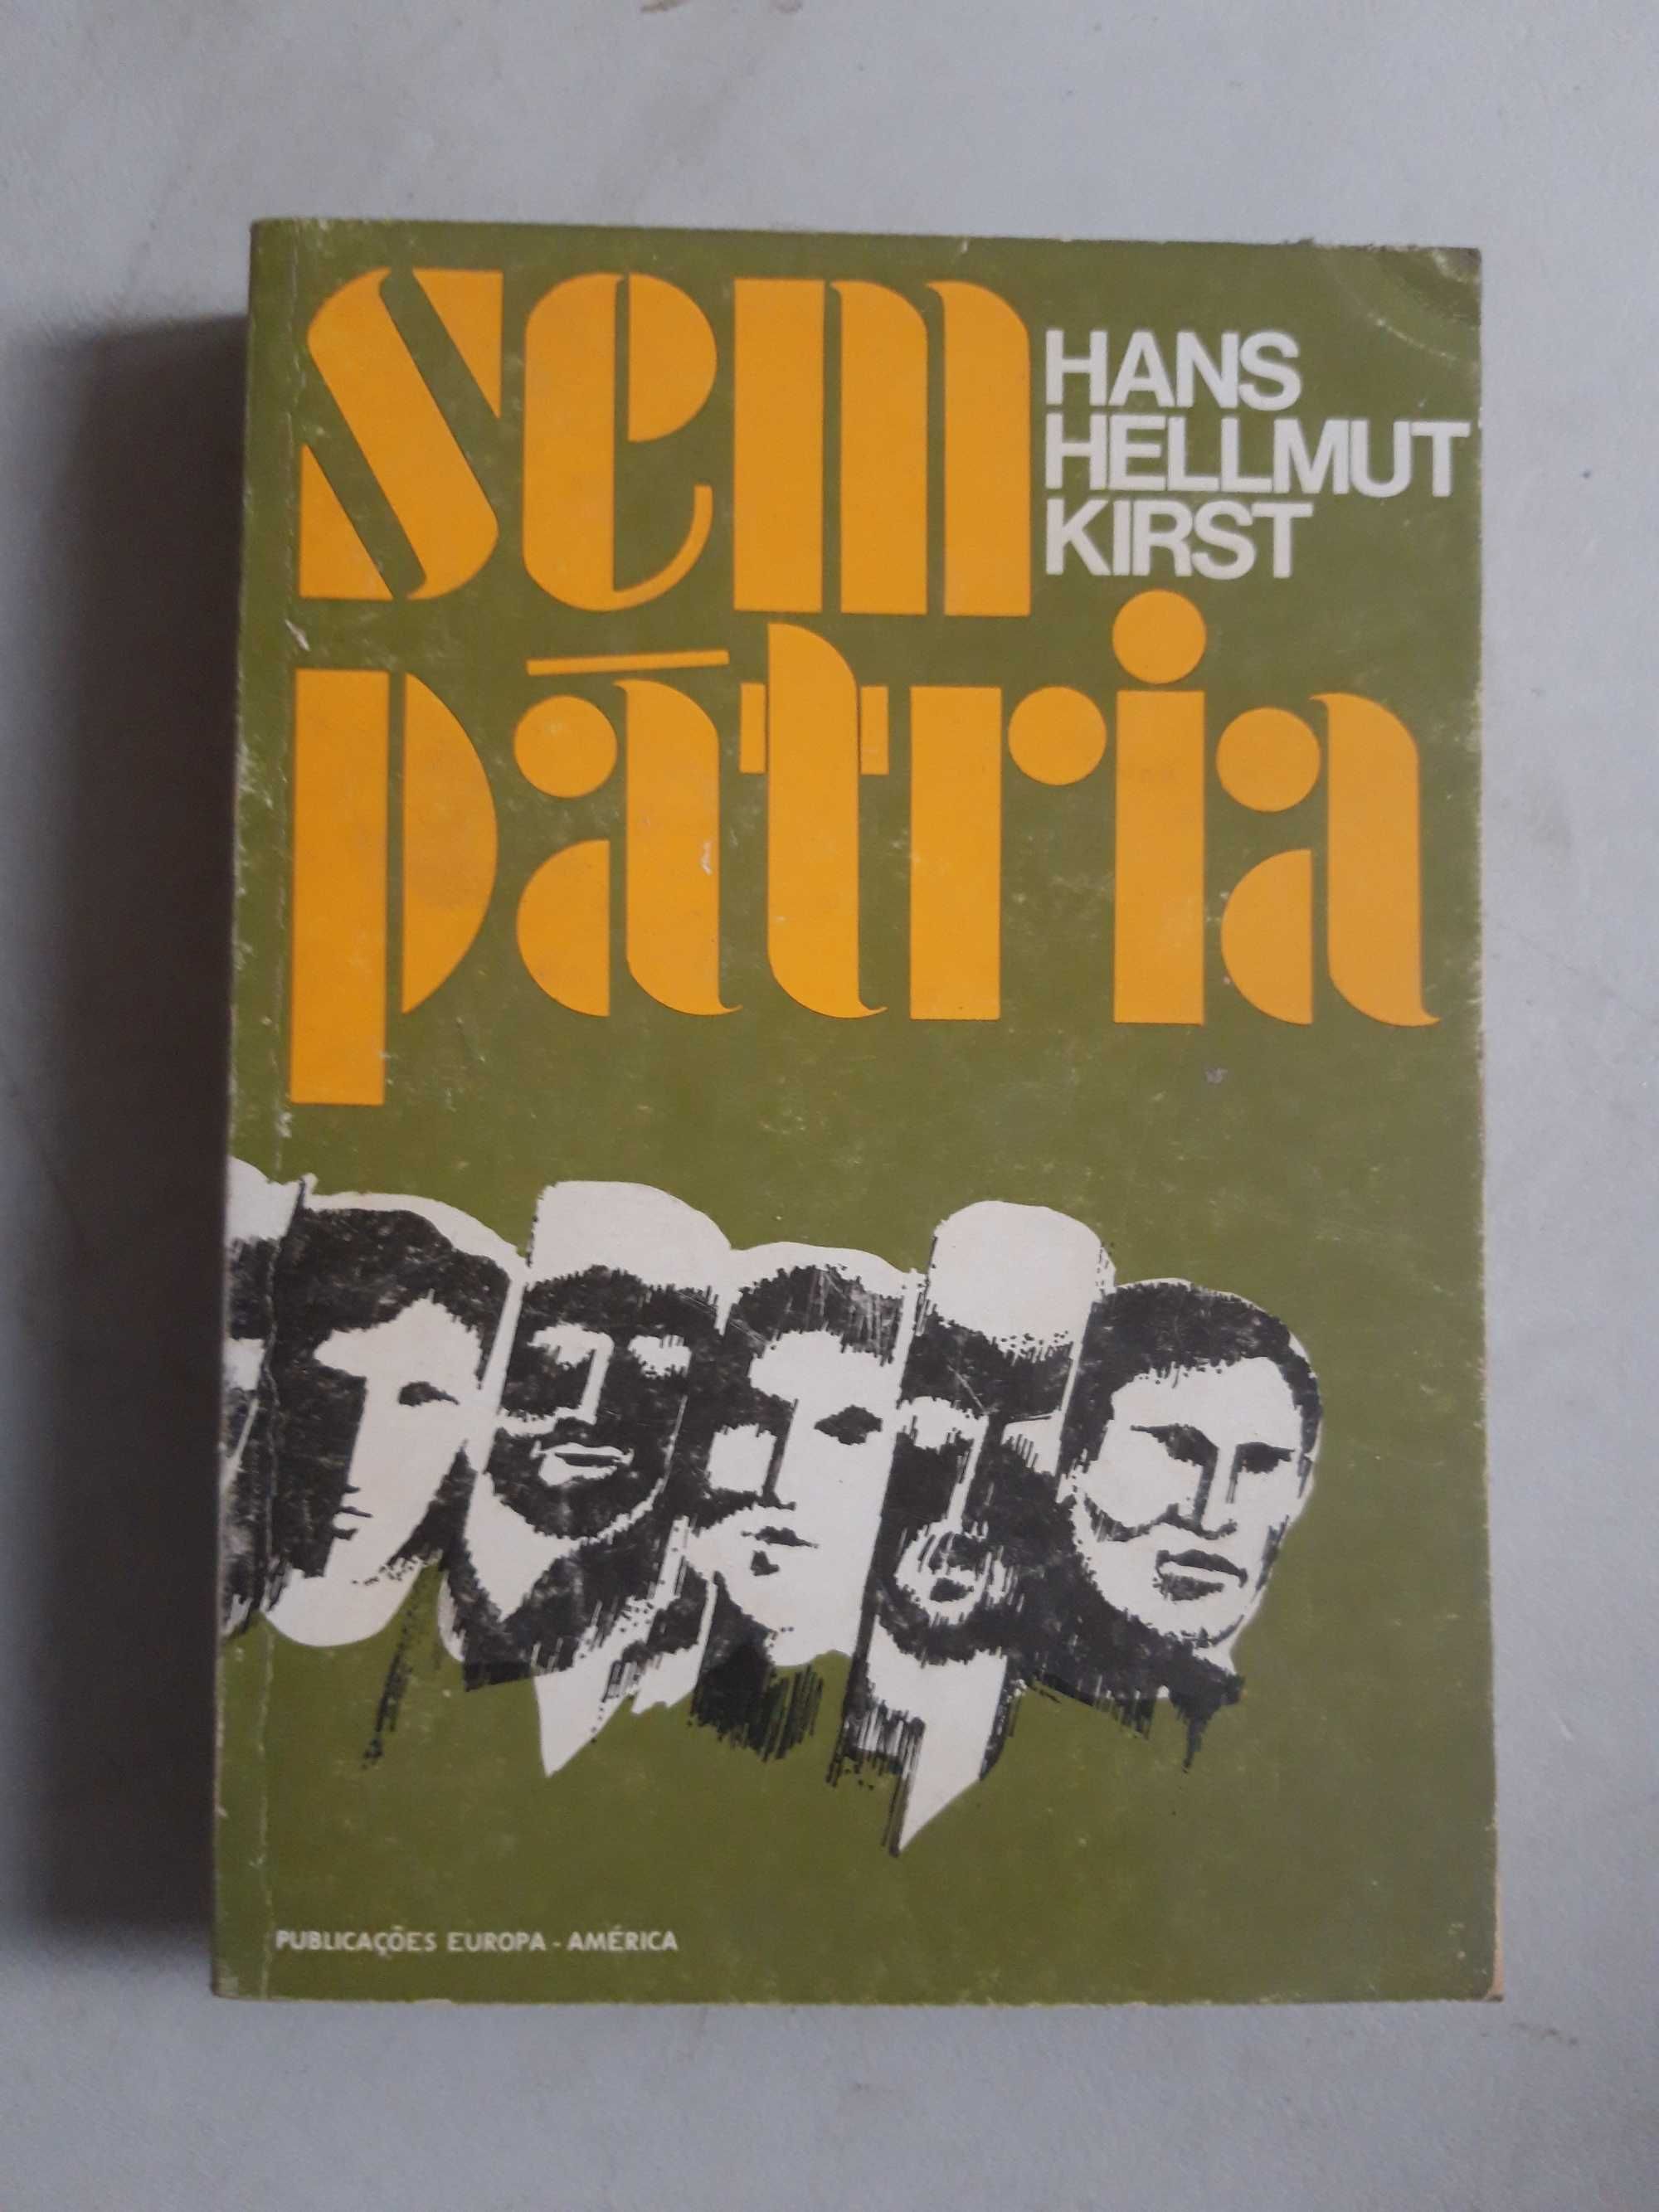 sem
HANS
HELLMUT
KIRST
pátria
PUBLICAÇÕES EUROPA - AMÉRICA